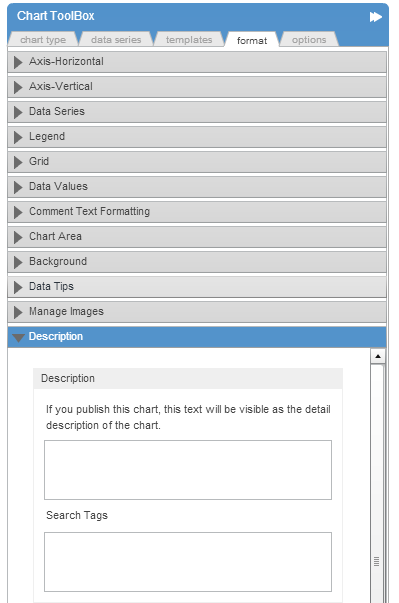 Chart ToolBox
chart type data series templates format options
Axis-Horizontal
Axis-Vertical
Data Series
Legend
Grid
Data Values
Comment Text Formatting
Chart Area
Background
Data Tips
Manage Images
Description
Description
If you publish this chart, this text will be visible as the detail
description of the chart.
Search Tags